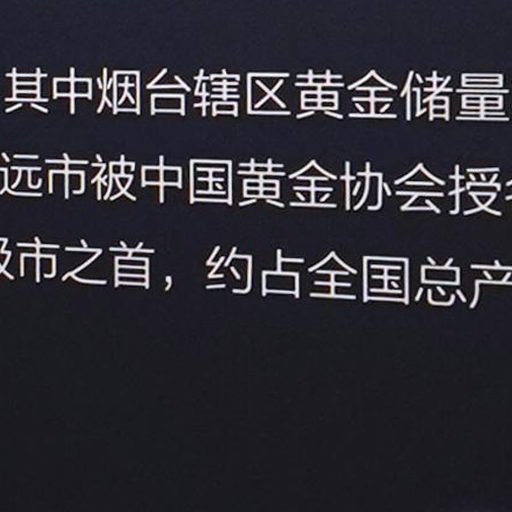 其中烟台辖区黄金储量
远市被中国黄金协会授
级市之首，约占全国总产